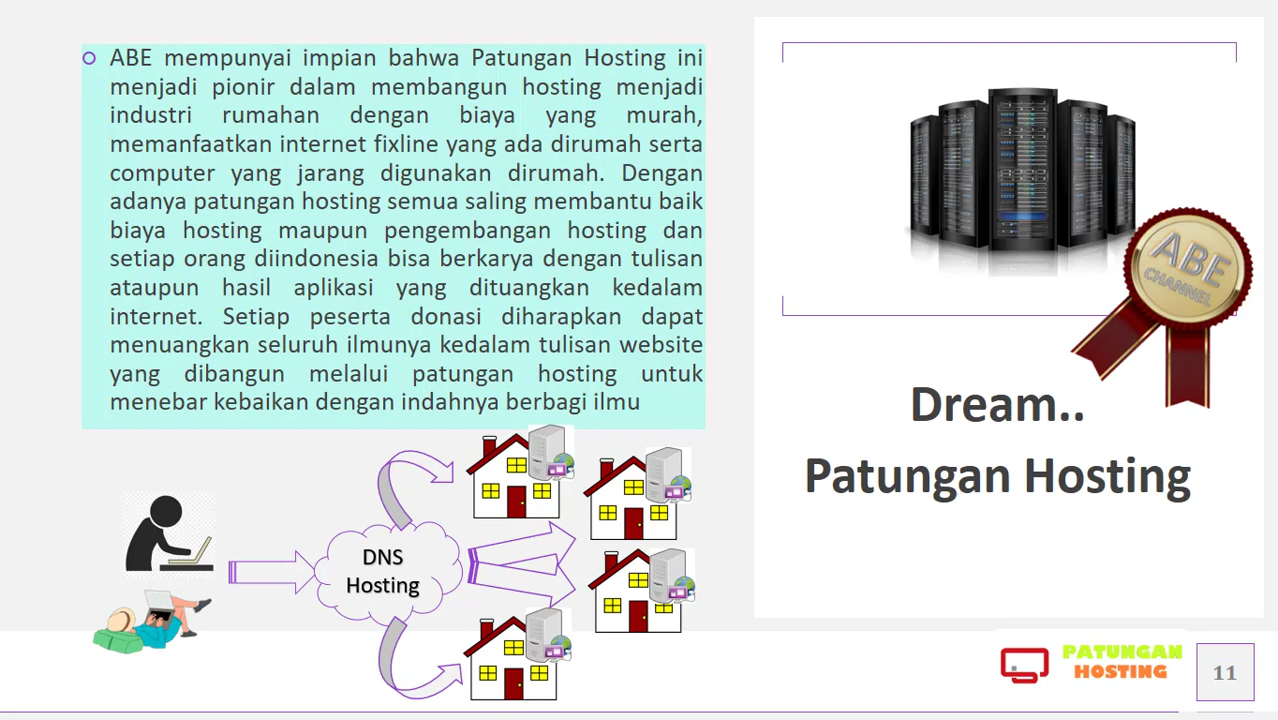 ABE mempunyai impian bahwa Patungan Hosting ini
menjadi pionir dalam membangun hosting menjadi
industri rumahan dengan biaya yang murah,
memanfaatkan internet fixline yang ada dirumah serta
computer yang jarang digunakan dirumah. Dengan
adanya patungan hosting semua saling membantu baik
biaya hosting maupun pengembangan hosting dan
setiap orang diindonesia bisa berkarya dengan tulisan
ataupun hasil aplikasi yang dituangkan kedalam
internet. Setiap peserta donasi diharapkan dapat
menuangkan seluruh ilmunya kedalam tulisan website
yang dibangun melalui patungan hosting untuk
menebar kebaikan dengan indahnya berbagi ilmu
DNS
Hosting
ABE
CHANNEL
Dream..
Patungan Hosting
PATUNGAN
HOSTING
11